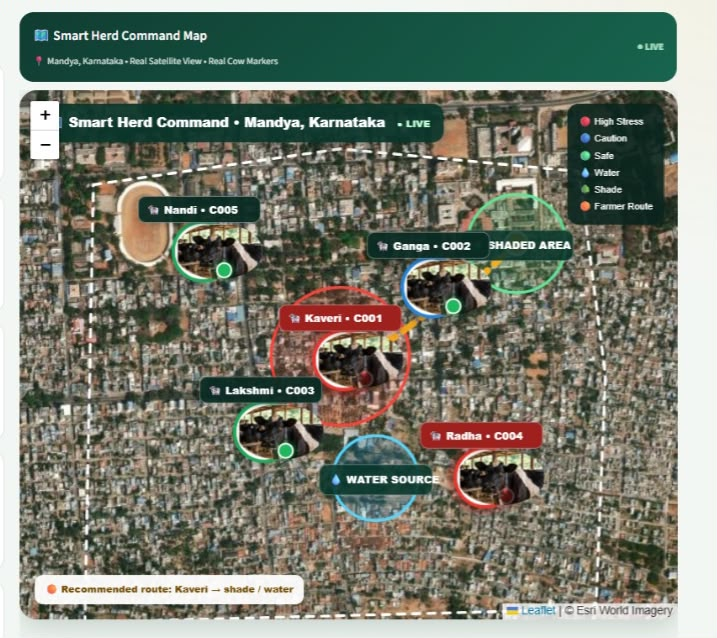 Smart Herd Command Map
Mandya, Karnataka • Real Satellite View • Real Cow Markers
LIVE
+
−
Smart Herd Command • Mandya, Karnataka • LIVE
High Stress
Caution
Safe
Water
Shade
Farmer Route
Nandi • C005
Ganga • C002
SHADED AREA
Kaveri • C001
Lakshmi • C003
Radha • C004
WATER SOURCE
Recommended route: Kaveri → shade / water
Leaflet | © Esri World Imagery